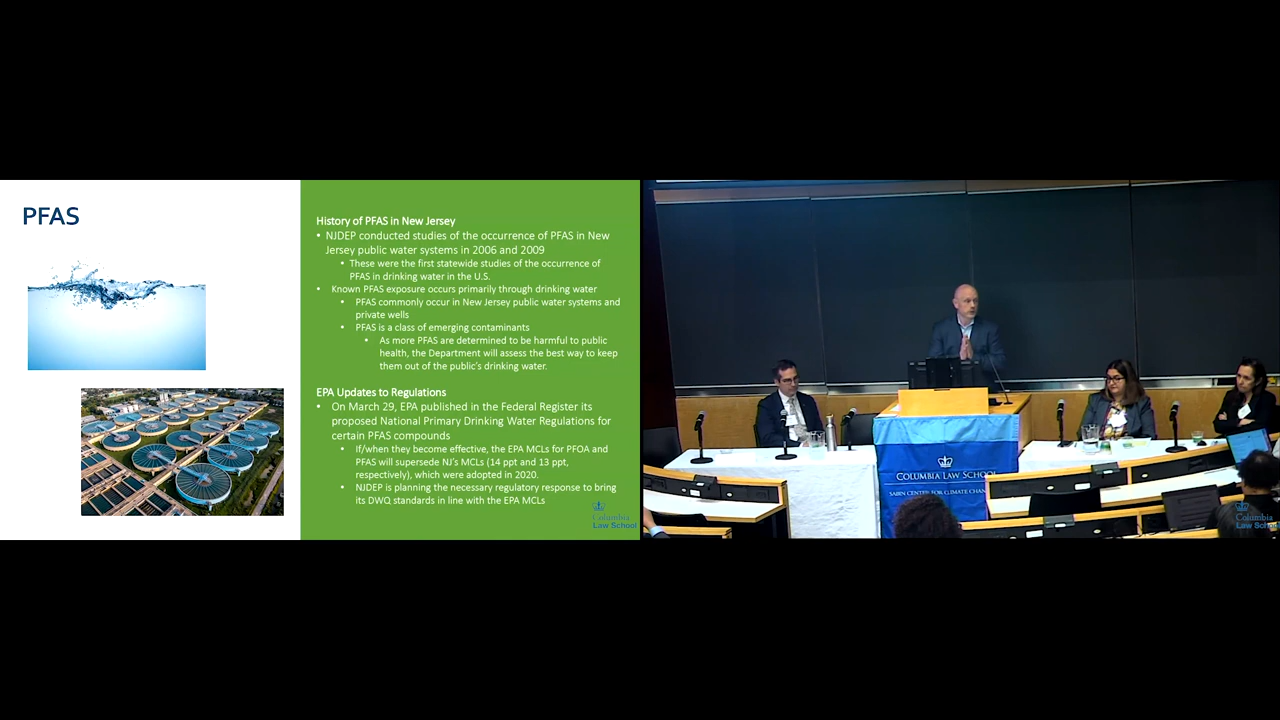 PFAS
History of PFAS in New Jersey
• NJDEP conducted studies of the occurrence of PFAS in New
Jersey public water systems in 2006 and 2009
• These were the first statewide studies of the occurrence of
PFAS in drinking water in the U.S.
• Known PFAS exposure occurs primarily through drinking water
• PFAS commonly occur in New Jersey public water systems and
private wells
• PFAS is a class of emerging contaminants
• As more PFAS are determined to be harmful to public
health, the Department will assess the best way to keep
them out of the public's drinking water.
EPA Updates to Regulations
• On March 29, EPA published in the Federal Register its
proposed National Primary Drinking Water Regulations for
certain PFAS compounds
• If/when they become effective, the EPA MCLs for PFOA and
PFAS will supersede NJ's MCLs (14 ppt and 13 ppt,
respectively), which were adopted in 2020.
• NJDEP is planning the necessary regulatory response to bring
its DWQ standards in line with the EPA MCLs
Columbia
Law School
COLUMBIA LAW SCHOOL
SABIN CENTER FOR CLIMATE CHAN
Columbia
Law School